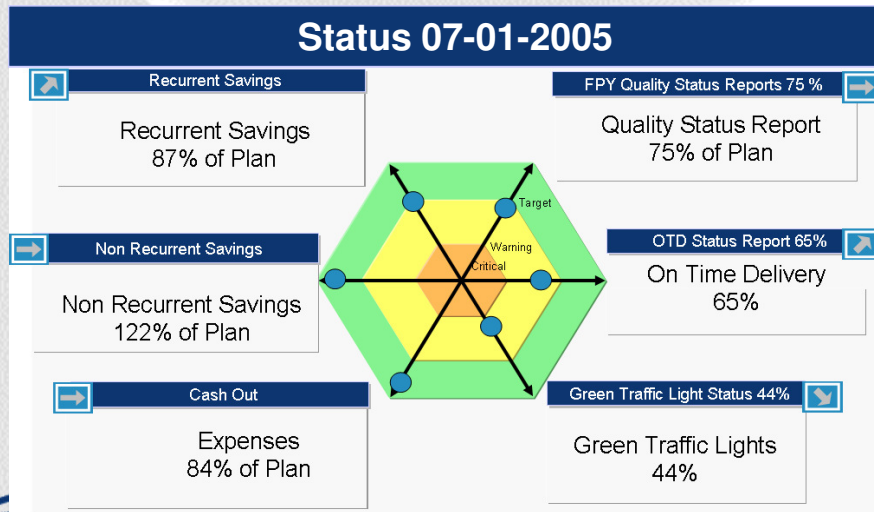 Status 07-01-2005
Recurrent Savings
Recurrent Savings
87% of Plan
FPY Quality Status Reports 75 %
Quality Status Report
75% of Plan
Target
Warning
Critical
Non Recurrent Savings
Non Recurrent Savings
122% of Plan
OTD Status Report 65%
On Time Delivery
65%
Cash Out
Expenses
84% of Plan
Green Traffic Light Status 44%
Green Traffic Lights
44%